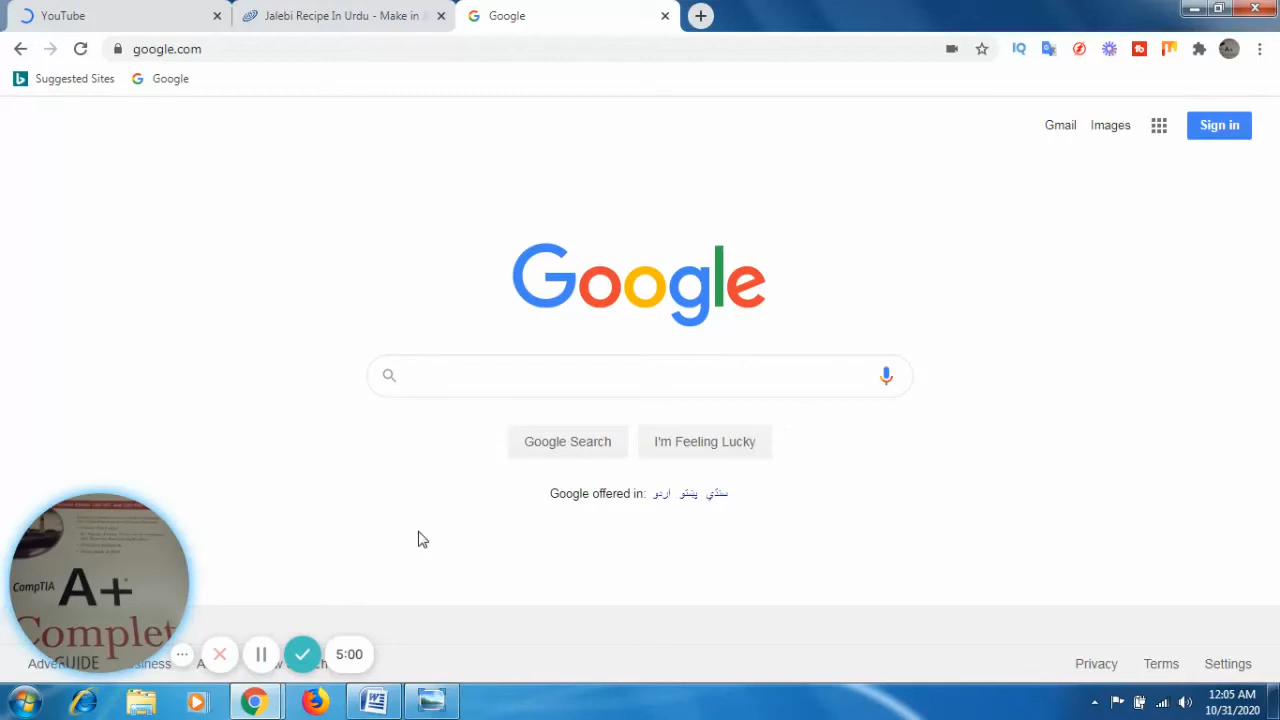 YouTube
Jalebi Recipe In Urdu - Make in
Google
google.com
Suggested Sites
Google
Gmail
Images
Sign in
Google
Google Search
I'm Feeling Lucky
Google offered in: اردو پښتو سنڌي
CompTIA
A+
Complet
GUIDE
5:00
Privacy
Terms
Settings
12:05 AM
10/31/2020